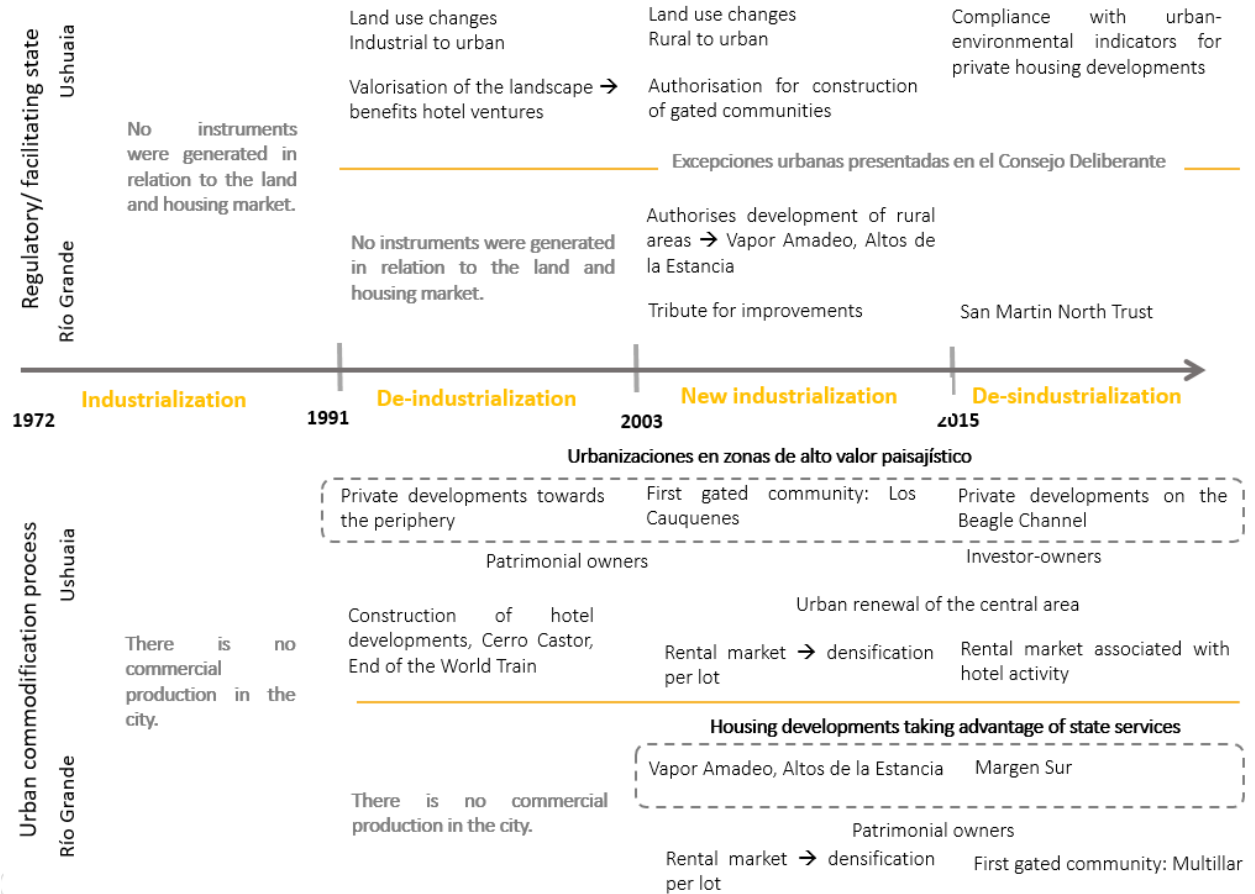 Regulatory/ facilitating state
Ushuaia
Río Grande
No instruments
were generated in
relation to the land
and housing market.
Land use changes
Industrial to urban
Valorisation of the landscape →
benefits hotel ventures
Land use changes
Rural to urban
Authorisation for construction
of gated communities
Compliance with urban-
environmental indicators for
private housing developments
Excepciones urbanas presentadas en el Consejo Deliberante
No instruments were generated
in relation to the land and
housing market.
Authorises development of rural
areas → Vapor Amadeo, Altos de
la Estancia
Tribute for improvements
San Martin North Trust
Industrialization
De-industrialization
New industrialization
De-sindustrialization
1972
1991
2003
2015
Urban commodification process
Ushuaia
Río Grande
Urbanizaciones en zonas de alto valor paisajístico
Private developments towards
the periphery
First gated community: Los
Cauquenes
Private developments on the
Beagle Channel
Patrimonial owners
Investor-owners
There is no
commercial
production in the
city.
Construction of hotel
developments, Cerro Castor,
End of the World Train
Urban renewal of the central area
Rental market → densification
per lot
Rental market associated with
hotel activity
Housing developments taking advantage of state services
There is no commercial
production in the city.
Vapor Amadeo, Altos de la Estancia
Margen Sur
Patrimonial owners
Rental market → densification
per lot
First gated community: Multillar